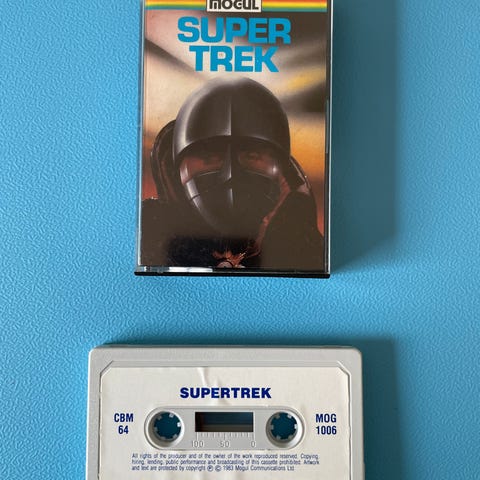 mogul
SUPER
TREK
SUPERTREK
CBM
64
MOG
1006
100 50 0
All rights of the producer and of the owner of the work reproduced reserved. Copying,
hiring, lending, public performance and broadcasting of this cassette prohibited. Artwork
and text are protected by copyright © Ⓟ 1983 Mogul Communications Ltd.